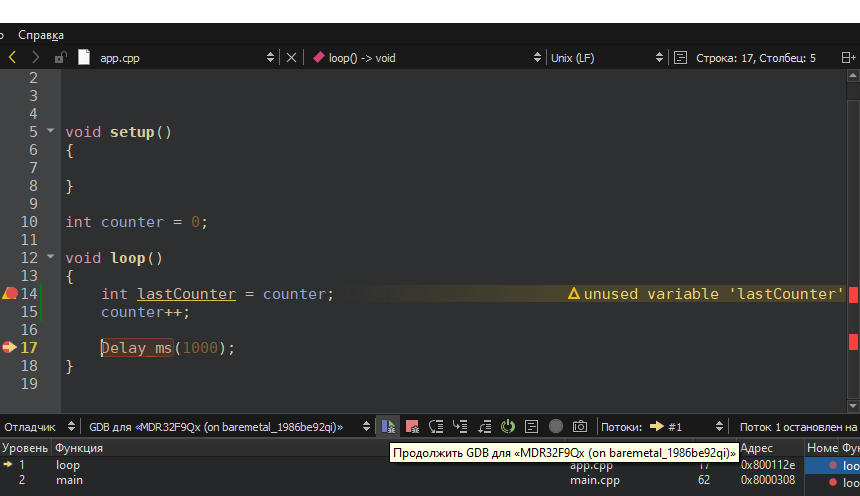 Справка
app.cpp loop() -> void Unix (LF) Строка: 17, Столбец: 5
2
3
4
5 void setup()
6 {
7
8 }
9
10 int counter = 0;
11
12 void loop()
13 {
14 int lastCounter = counter; unused variable 'lastCounter'
15 counter++;
16
17 Delay_ms(1000);
18 }
19
Отладчик GDB для «MDR32F9Qx (on baremetal_1986be92qi)» Потоки: #1 Поток 1 остановлен на
Уровень Функция Адрес Номе Фун
Продолжить GDB для «MDR32F9Qx (on baremetal_1986be92qi)»
1 loop app.cpp 17 0x800112e loo
2 main main.cpp 62 0x8000308 loo